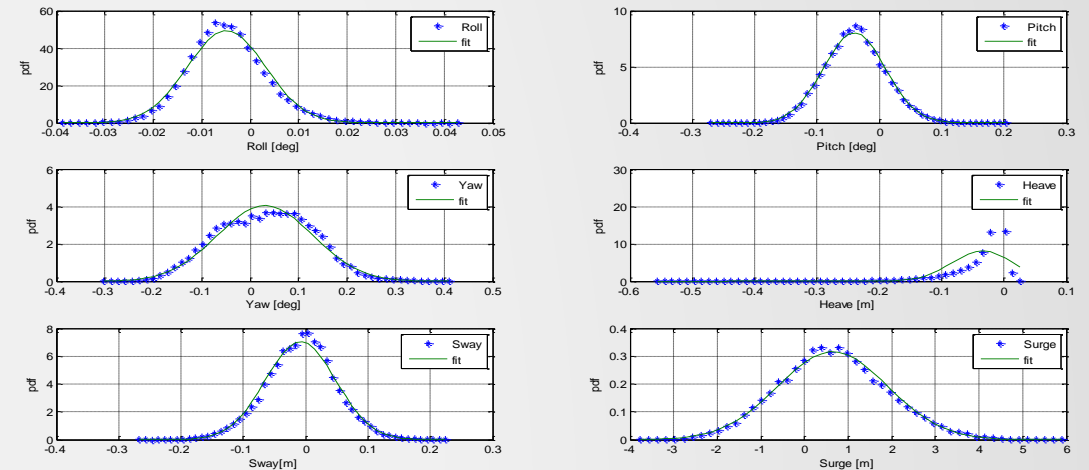 60
40
20
0
pdf
-0.04 -0.03 -0.02 -0.01 0 0.01 0.02 0.03 0.04 0.05
Roll [deg]
Roll
fit
10
5
0
pdf
-0.4 -0.3 -0.2 -0.1 0 0.1 0.2 0.3
Pitch [deg]
Pitch
fit
6
4
2
0
pdf
-0.4 -0.3 -0.2 -0.1 0 0.1 0.2 0.3 0.4 0.5
Yaw [deg]
Yaw
fit
30
20
10
0
pdf
-0.6 -0.5 -0.4 -0.3 -0.2 -0.1 0 0.1
Heave [m]
Heave
fit
8
6
4
2
0
pdf
-0.4 -0.3 -0.2 -0.1 0 0.1 0.2 0.3
Sway[m]
Sway
fit
0.4
0.3
0.2
0.1
0
pdf
-4 -3 -2 -1 0 1 2 3 4 5 6
Surge [m]
Surge
fit